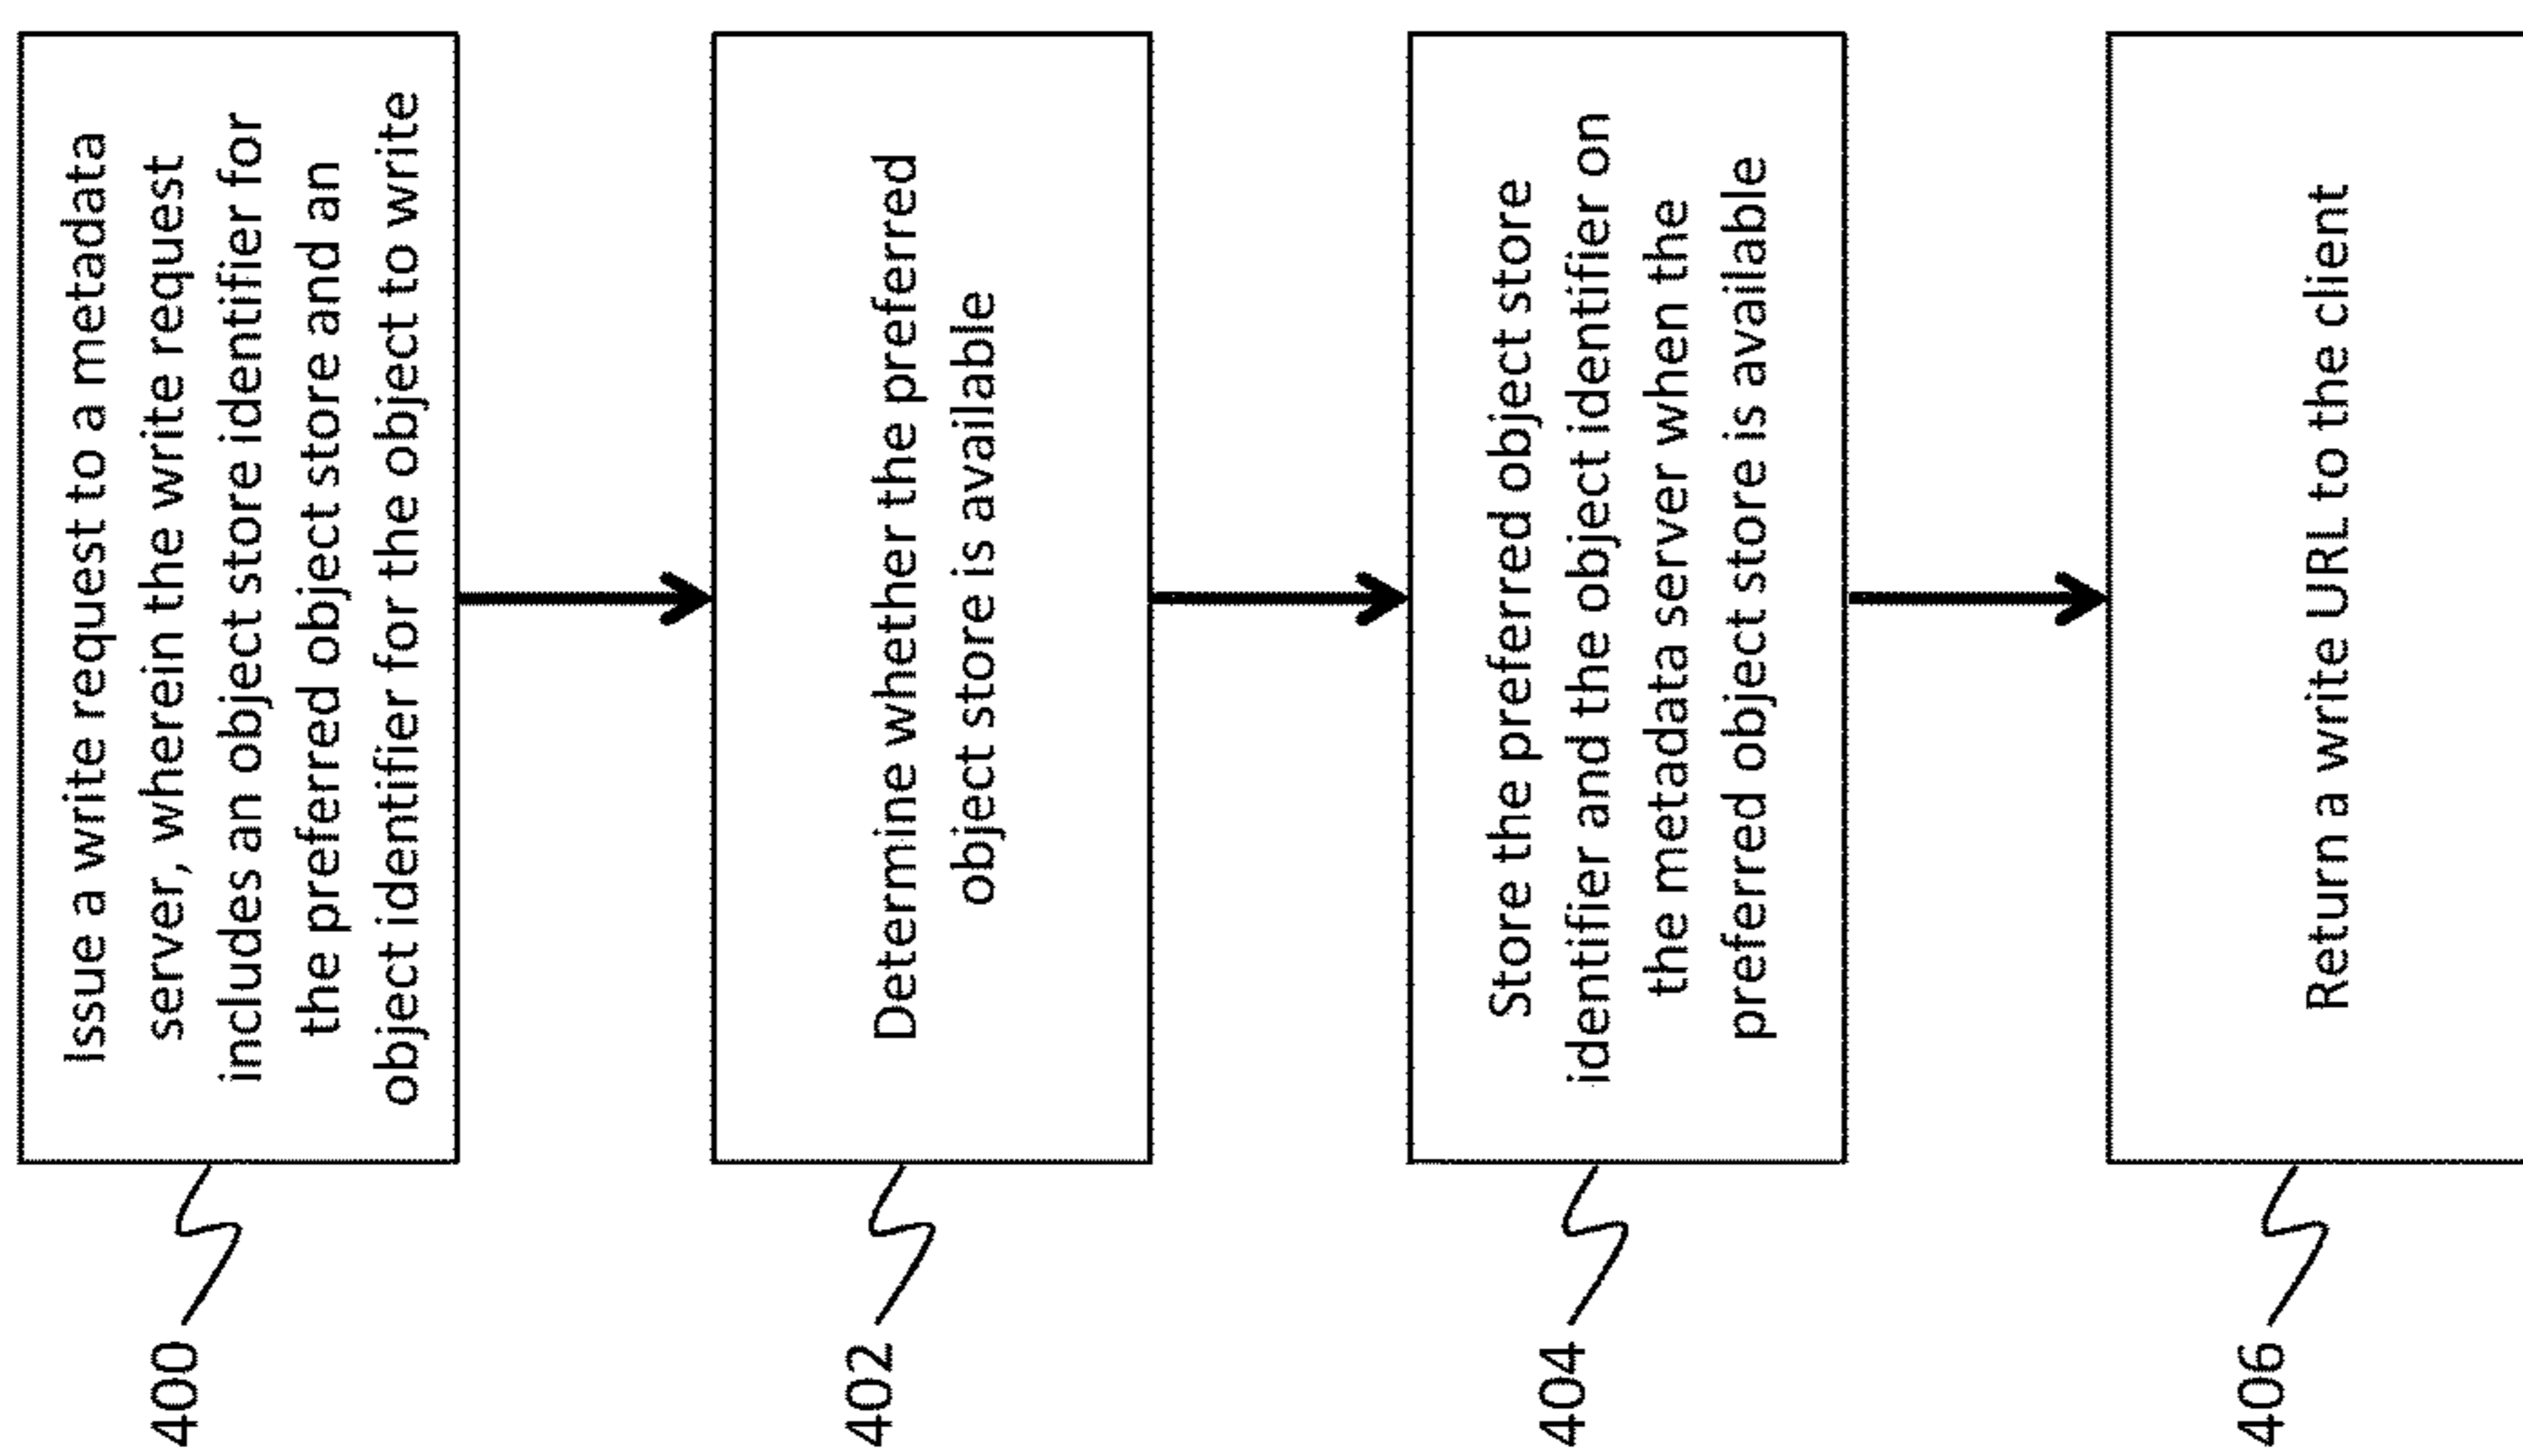 400
Issue a write request to a metadata
server, wherein the write request
includes an object store identifier for
the preferred object store and an
object identifier for the object to write
402
Determine whether the preferred
object store is available
404
Store the preferred object store
identifier and the object identifier on
the metadata server when the
preferred object store is available
406
Return a write URL to the client